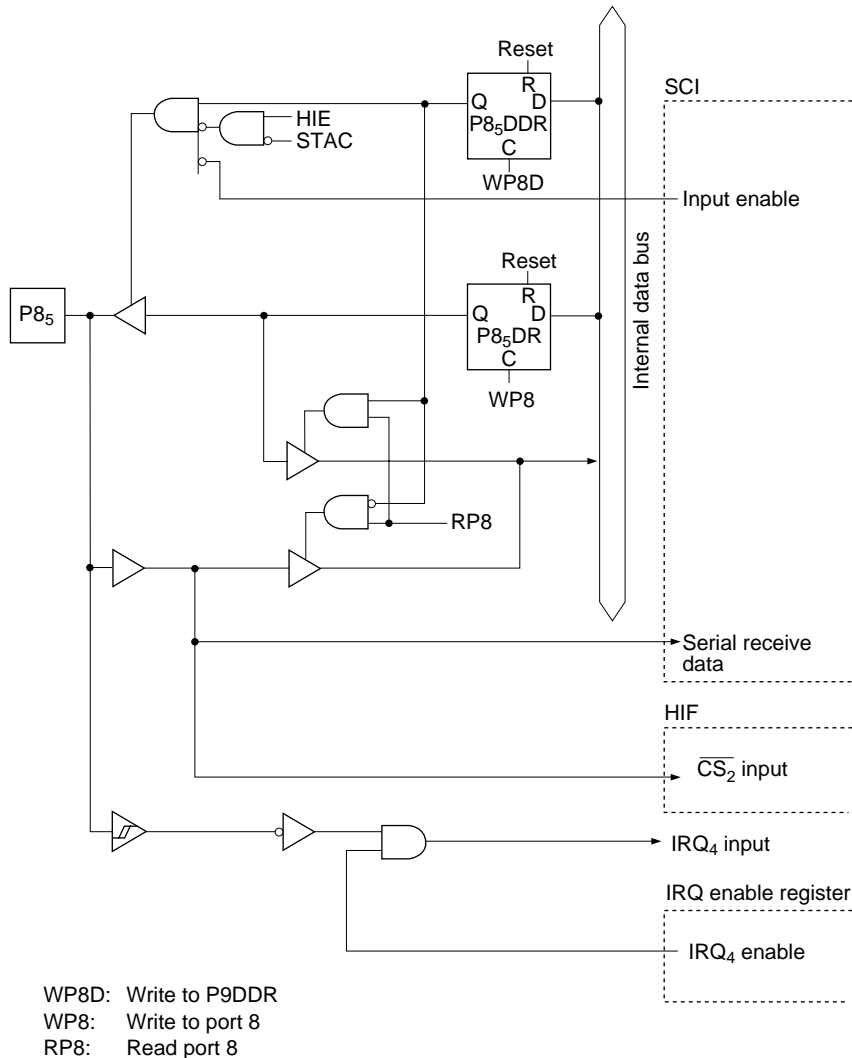 Reset
SCI
R
Q D
P8₅DDR
C
HIE
STAC
WP8D
Input enable
Internal data bus
Reset
R
Q D
P8₅DR
C
P8₅
WP8
RP8
Serial receive
data
HIF
C̅S̅₂ input
IRQ₄ input
IRQ enable register
IRQ₄ enable
WP8D: Write to P9DDR
WP8: Write to port 8
RP8: Read port 8